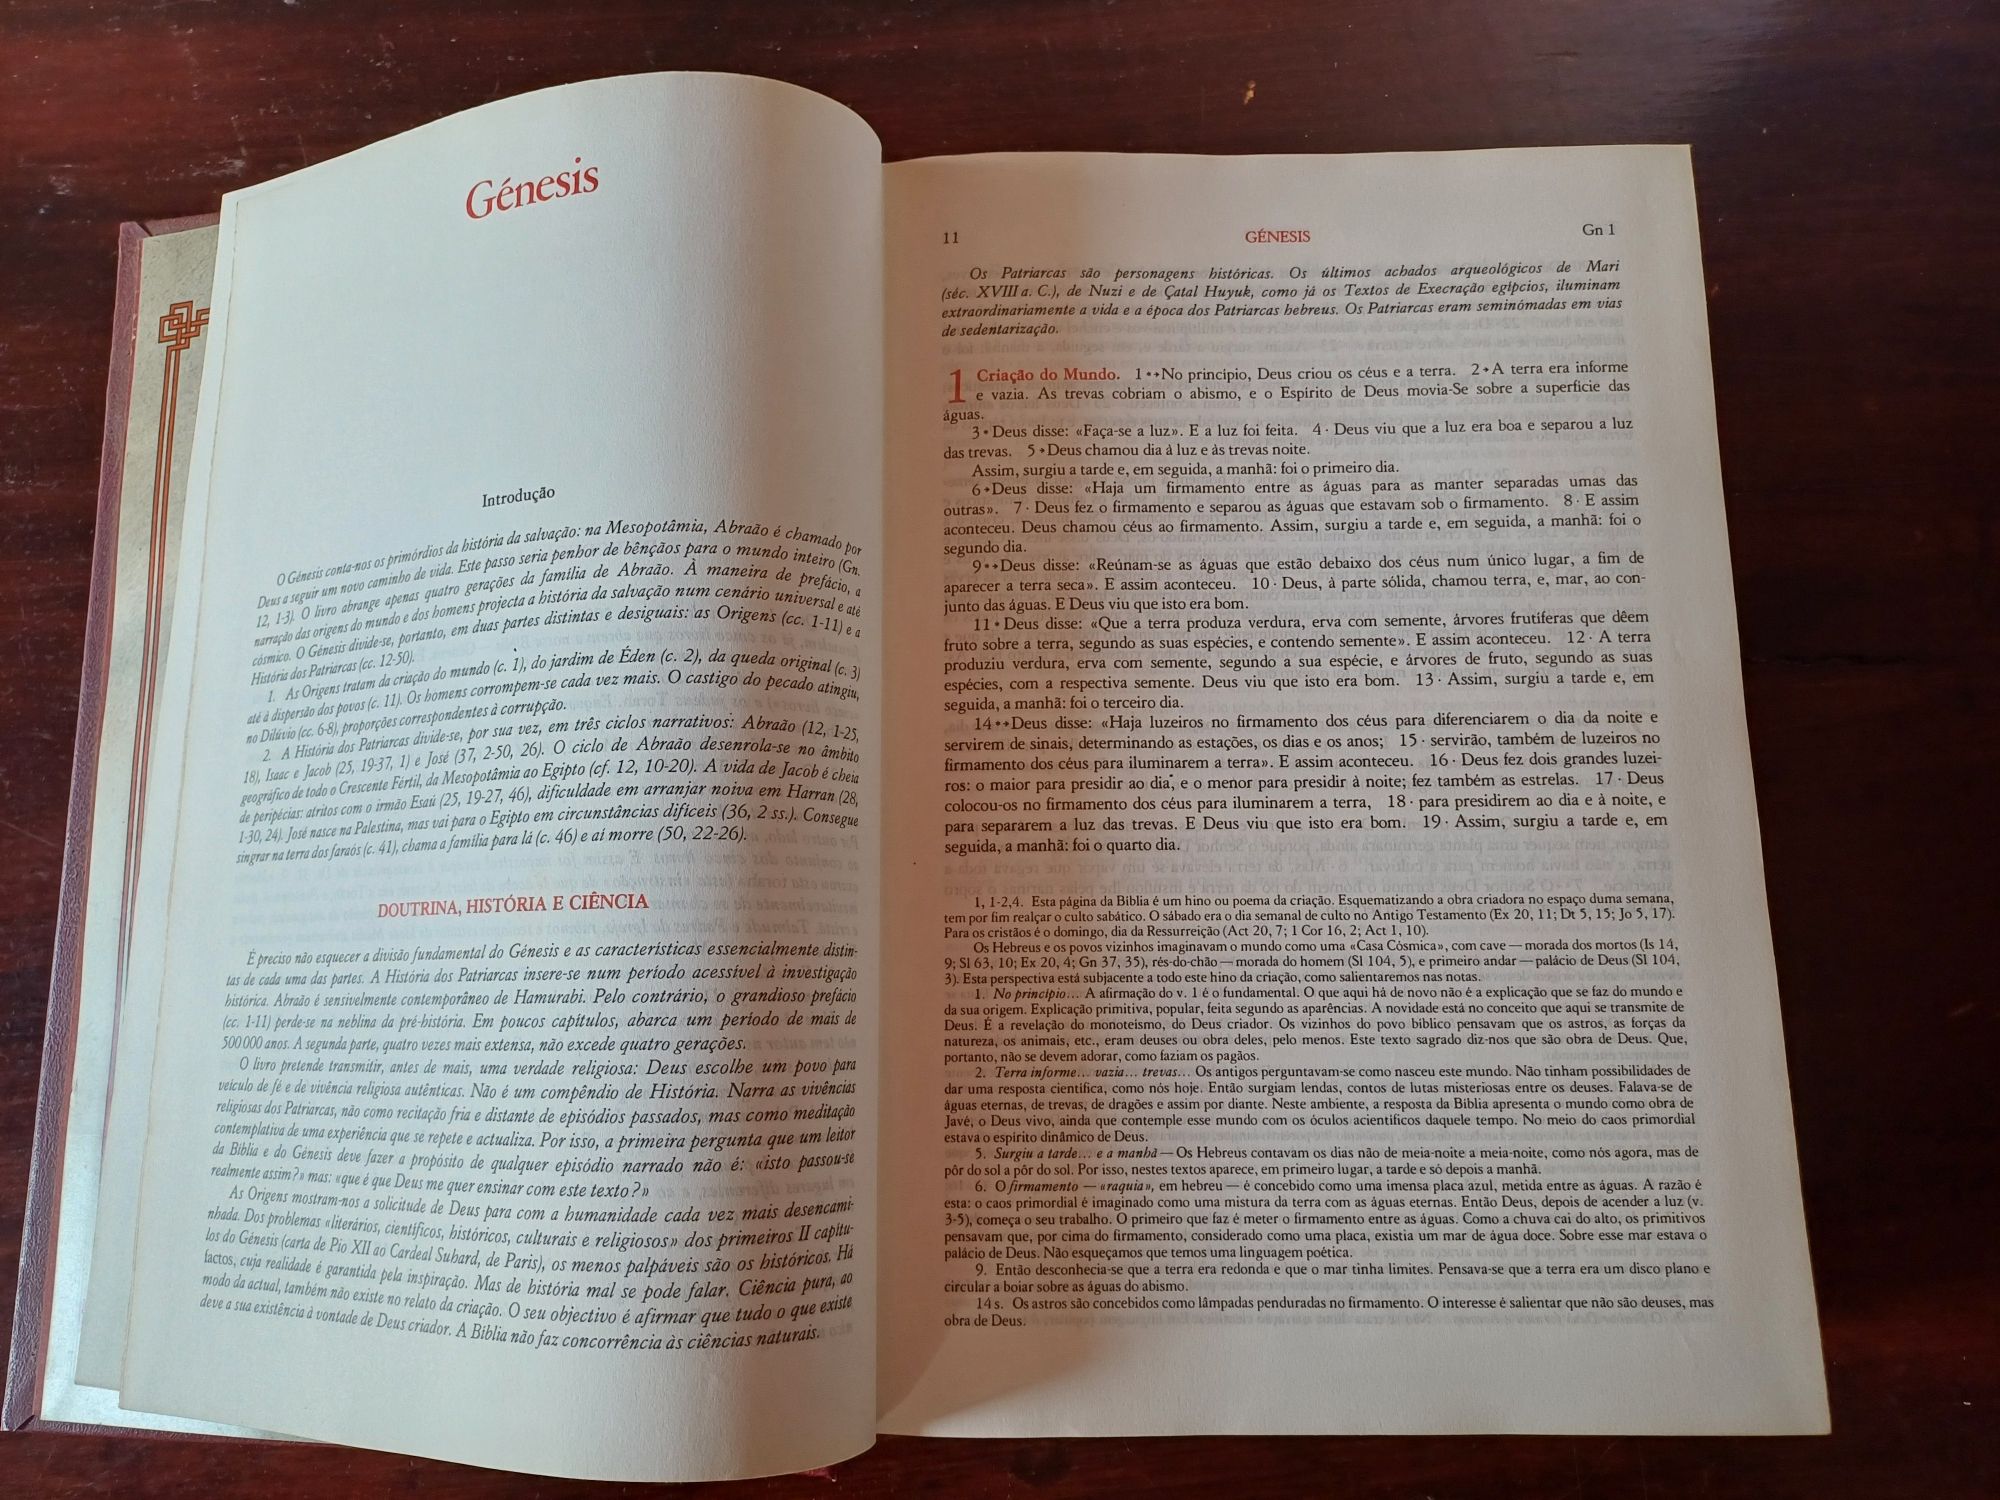 Génesis
Introdução
O Génesis conta-nos os primórdios da história da salvação: na Mesopotâmia, Abraão é chamado por
Deus a seguir um novo caminho de vida. Este passo seria penhor de bênçãos para o mundo inteiro (Gn.
12, 1-3). O livro abrange apenas quatro gerações da família de Abraão. À maneira de prefácio, a
narração das origens do mundo e dos homens projecta a história da salvação num cenário universal e até
cósmico. O Génesis divide-se, portanto, em duas partes distintas e desiguais: as Origens (cc. 1-11) e a
História dos Patriarcas (cc. 12-50).
1. As Origens tratam da criação do mundo (c. 1), do jardim de Éden (c. 2), da queda original (c. 3)
até à dispersão dos povos (c. 11). Os homens corrompem-se cada vez mais. O castigo do pecado atingiu,
no Dilúvio (cc. 6-8), proporções correspondentes à corrupção.
2. A História dos Patriarcas divide-se, por sua vez, em três ciclos narrativos: Abraão (12, 1-25,
18), Isaac e Jacob (25, 19-37, 1) e José (37, 2-50, 26). O ciclo de Abraão desenrola-se no âmbito
geográfico de todo o Crescente Fértil, da Mesopotâmia ao Egipto (cf. 12, 10-20). A vida de Jacob é cheia
de peripécias: atritos com o irmão Esaú (25, 19-27, 46), dificuldade em arranjar noiva em Harran (28,
1-30, 24). José nasce na Palestina, mas vai para o Egipto em circunstâncias difíceis (36, 2 ss.). Consegue
singrar na terra dos faraós (c. 41), chama a família para lá (c. 46) e aí morre (50, 22-26).
DOUTRINA, HISTÓRIA E CIÊNCIA
É preciso não esquecer a divisão fundamental do Génesis e as características essencialmente distin-
tas de cada uma das partes. A História dos Patriarcas insere-se num período acessível à investigação
histórica. Abraão é sensivelmente contemporâneo de Hamurabi. Pelo contrário, o grandioso prefácio
(cc. 1-11) perde-se na neblina da pré-história. Em poucos capítulos, abarca um período de mais de
500 000 anos. A segunda parte, quatro vezes mais extensa, não excede quatro gerações.
O livro pretende transmitir, antes de mais, uma verdade religiosa: Deus escolhe um povo para
veículo de fé e de vivência religiosa autênticas. Não é um compêndio de História. Narra as vivências
religiosas dos Patriarcas, não como recitação fria e distante de episódios passados, mas como meditação
contemplativa de uma experiência que se repete e actualiza. Por isso, a primeira pergunta que um leitor
da Bíblia e do Génesis deve fazer a propósito de qualquer episódio narrado não é: «isto passou-se
realmente assim?» mas: «que é que Deus me quer ensinar com este texto?»
As Origens mostram-nos a solicitude de Deus para com a humanidade cada vez mais desencami-
nhada. Dos problemas «literários, científicos, históricos, culturais e religiosos» dos primeiros II capítu-
los do Génesis (carta de Pio XII ao Cardeal Suhard, de Paris), os menos palpáveis são os históricos. Há
factos, cuja realidade é garantida pela inspiração. Mas de história mal se pode falar. Ciência pura, ao
modo da actual, também não existe no relato da criação. O seu objectivo é afirmar que tudo o que existe
deve a sua existência à vontade de Deus criador. A Bíblia não faz concorrência às ciências naturais.
11 GÉNESIS Gn 1
Os Patriarcas são personagens históricas. Os últimos achados arqueológicos de Mari
(séc. XVIII a. C.), de Nuzi e de Çatal Huyuk, como já os Textos de Execração egípcios, iluminam
extraordinariamente a vida e a época dos Patriarcas hebreus. Os Patriarcas eram seminómadas em vias
de sedentarização.
1 Criação do Mundo. 1 •→No princípio, Deus criou os céus e a terra. 2 →A terra era informe
e vazia. As trevas cobriam o abismo, e o Espírito de Deus movia-Se sobre a superfície das
águas.
3 • Deus disse: «Faça-se a luz». E a luz foi feita. 4 · Deus viu que a luz era boa e separou a luz
das trevas. 5 →Deus chamou dia à luz e às trevas noite.
Assim, surgiu a tarde e, em seguida, a manhã: foi o primeiro dia.
6 →Deus disse: «Haja um firmamento entre as águas para as manter separadas umas das
outras». 7 · Deus fez o firmamento e separou as águas que estavam sob o firmamento. 8 · E assim
aconteceu. Deus chamou céus ao firmamento. Assim, surgiu a tarde e, em seguida, a manhã: foi o
segundo dia.
9 •→Deus disse: «Reúnam-se as águas que estão debaixo dos céus num único lugar, a fim de
aparecer a terra seca». E assim aconteceu. 10 · Deus, à parte sólida, chamou terra, e, mar, ao con-
junto das águas. E Deus viu que isto era bom.
11 • Deus disse: «Que a terra produza verdura, erva com semente, árvores frutíferas que dêem
fruto sobre a terra, segundo as suas espécies, e contendo semente». E assim aconteceu. 12 · A terra
produziu verdura, erva com semente, segundo a sua espécie, e árvores de fruto, segundo as suas
espécies, com a respectiva semente. Deus viu que isto era bom. 13 · Assim, surgiu a tarde e, em
seguida, a manhã: foi o terceiro dia.
14 •→Deus disse: «Haja luzeiros no firmamento dos céus para diferenciarem o dia da noite e
servirem de sinais, determinando as estações, os dias e os anos; 15 · servirão, também de luzeiros no
firmamento dos céus para iluminarem a terra». E assim aconteceu. 16 · Deus fez dois grandes luzei-
ros: o maior para presidir ao dia, e o menor para presidir à noite; fez também as estrelas. 17 · Deus
colocou-os no firmamento dos céus para iluminarem a terra, 18 · para presidirem ao dia e à noite, e
para separarem a luz das trevas. E Deus viu que isto era bom. 19 · Assim, surgiu a tarde e, em
seguida, a manhã: foi o quarto dia.
1, 1-2,4. Esta página da Bíblia é um hino ou poema da criação. Esquematizando a obra criadora no espaço duma semana,
tem por fim realçar o culto sabático. O sábado era o dia semanal de culto no Antigo Testamento (Ex 20, 11; Dt 5, 15; Jo 5, 17).
Para os cristãos é o domingo, dia da Ressurreição (Act 20, 7; 1 Cor 16, 2; Act 1, 10).
Os Hebreus e os povos vizinhos imaginavam o mundo como uma «Casa Cósmica», com cave — morada dos mortos (Is 14,
9; Sl 63, 10; Ex 20, 4; Gn 37, 35), rés-do-chão — morada do homem (Sl 104, 5), e primeiro andar — palácio de Deus (Sl 104,
3). Esta perspectiva está subjacente a todo este hino da criação, como salientaremos nas notas.
1. No princípio... A afirmação do v. 1 é o fundamental. O que aqui há de novo não é a explicação que se faz do mundo e
da sua origem. Explicação primitiva, popular, feita segundo as aparências. A novidade está no conceito que aqui se transmite de
Deus. É a revelação do monoteísmo, do Deus criador. Os vizinhos do povo bíblico pensavam que os astros, as forças da
natureza, os animais, etc., eram deuses ou obra deles, pelo menos. Este texto sagrado diz-nos que são obra de Deus. Que,
portanto, não se devem adorar, como faziam os pagãos.
2. Terra informe... vazia... trevas... Os antigos perguntavam-se como nasceu este mundo. Não tinham possibilidades de
dar uma resposta científica, como nós hoje. Então surgiam lendas, contos de lutas misteriosas entre os deuses. Falava-se de
águas eternas, de trevas, de dragões e assim por diante. Neste ambiente, a resposta da Bíblia apresenta o mundo como obra de
Javé, o Deus vivo, ainda que contemple esse mundo com os óculos acientíficos daquele tempo. No meio do caos primordial
estava o espírito dinâmico de Deus.
5. Surgiu a tarde... e a manhã — Os Hebreus contavam os dias não de meia-noite a meia-noite, como nós agora, mas de
pôr do sol a pôr do sol. Por isso, nestes textos aparece, em primeiro lugar, a tarde e só depois a manhã.
6. O firmamento — «raquia», em hebreu — é concebido como uma imensa placa azul, metida entre as águas. A razão é
esta: o caos primordial é imaginado como uma mistura da terra com as águas eternas. Então Deus, depois de acender a luz (v.
3-5), começa o seu trabalho. O primeiro que faz é meter o firmamento entre as águas. Como a chuva cai do alto, os primitivos
pensavam que, por cima do firmamento, considerado como uma placa, existia um mar de água doce. Sobre esse mar estava o
palácio de Deus. Não esqueçamos que temos uma linguagem poética.
9. Então desconhecia-se que a terra era redonda e que o mar tinha limites. Pensava-se que a terra era um disco plano e
circular a boiar sobre as águas do abismo.
14 s. Os astros são concebidos como lâmpadas penduradas no firmamento. O interesse é salientar que não são deuses, mas
obra de Deus.